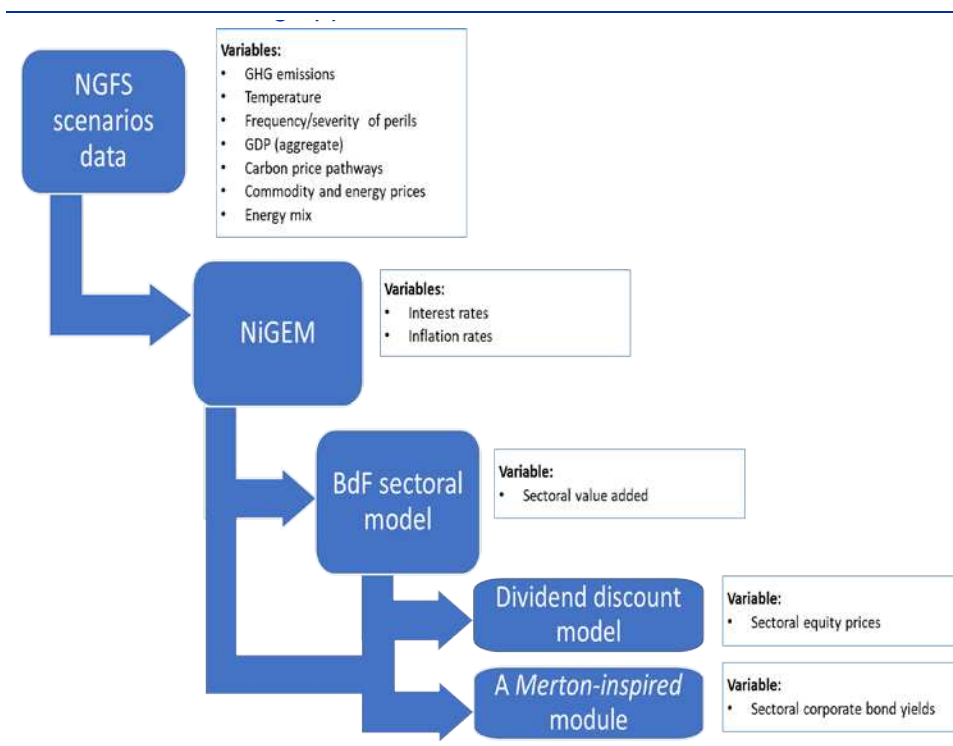 NGFS
scenarios
data
Variables:
• GHG emissions
• Temperature
• Frequency/severity of perils
• GDP (aggregate)
• Carbon price pathways
• Commodity and energy prices
• Energy mix
NiGEM
Variables:
• Interest rates
• Inflation rates
BdF sectoral
model
Variable:
• Sectoral value added
Dividend discount
model
Variable:
• Sectoral equity prices
A Merton-inspired
module
Variable:
• Sectoral corporate bond yields